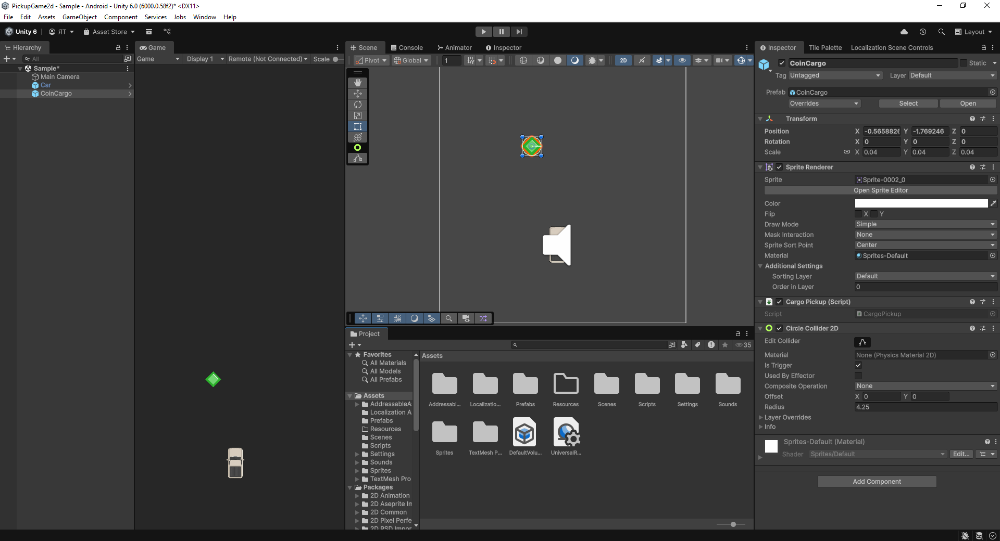 PickupGame2d - Sample - Android - Unity 6.0 (6000.0.58f2)* <DX11>
File Edit Assets GameObject Component Services Jobs Window Help
Unity 6 ЯТ Asset Store Layout
Hierarchy
All
Sample*
Main Camera
Car
CoinCargo
Game
Game Display 1 Remote (Not Connected) Scale
Scene Console Animator Inspector
Pivot Global 1 2D
Project
35
Favorites
All Materials
All Models
All Prefabs
Assets
AddressableA
Localization A
Prefabs
Resources
Scenes
Scripts
Settings
Sounds
Sprites
TextMesh Pro
Packages
2D Animation
2D Aseprite Im
2D Common
2D Pixel Perfe
2D PSD Impor
Assets
Addressabl... Localizatio... Prefabs Resources Scenes Scripts Settings Sounds
Sprites TextMesh P... DefaultVolu... UniversalR...
Inspector Tile Palette Localization Scene Controls
CoinCargo Static
Tag Untagged Layer Default
Prefab CoinCargo
Overrides Select Open
Transform
Position X -0.5658826 Y -1.769246 Z 0
Rotation X 0 Y 0 Z 0
Scale X 0.04 Y 0.04 Z 0.04
Sprite Renderer
Sprite Sprite-0002_0
Open Sprite Editor
Color
Flip X Y
Draw Mode Simple
Mask Interaction None
Sprite Sort Point Center
Material Sprites-Default
Additional Settings
Sorting Layer Default
Order in Layer 0
Cargo Pickup (Script)
Script CargoPickup
Circle Collider 2D
Edit Collider
Material None (Physics Material 2D)
Is Trigger
Used By Effector
Composite Operation None
Offset X 0 Y 0
Radius 4.25
Layer Overrides
Info
Sprites-Default (Material)
Shader Sprites/Default Edit...
Add Component